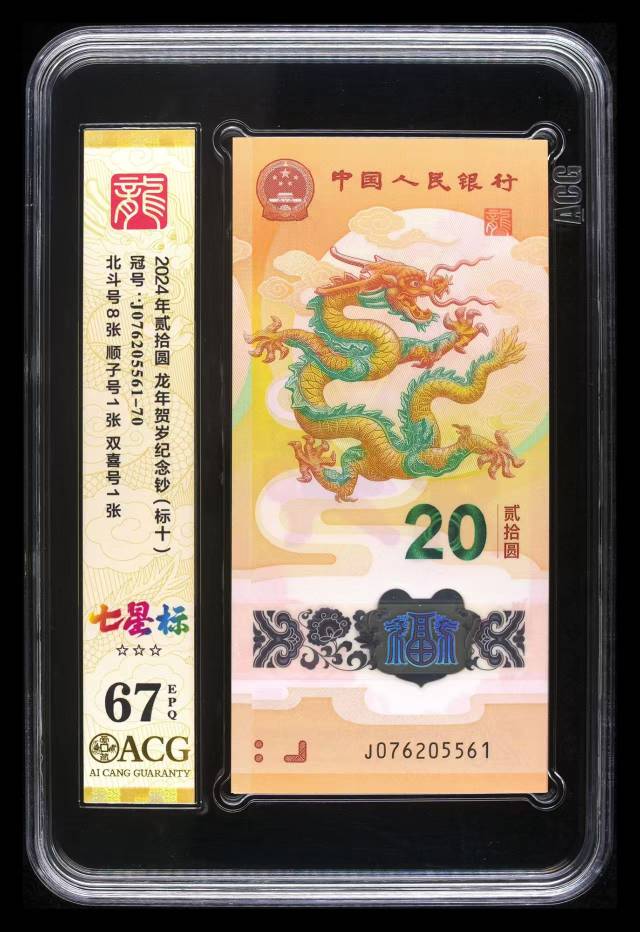 龍
2024年贰拾圆 龙年贺岁纪念钞（标十）
冠号：J076205561-70
北斗号8张 顺子号1张 双喜号1张
七星标
☆☆☆
67 EPQ
ACG
AI CANG GUARANTY
ACG
中国人民银行
龍
20 贰拾圆
福
J076205561